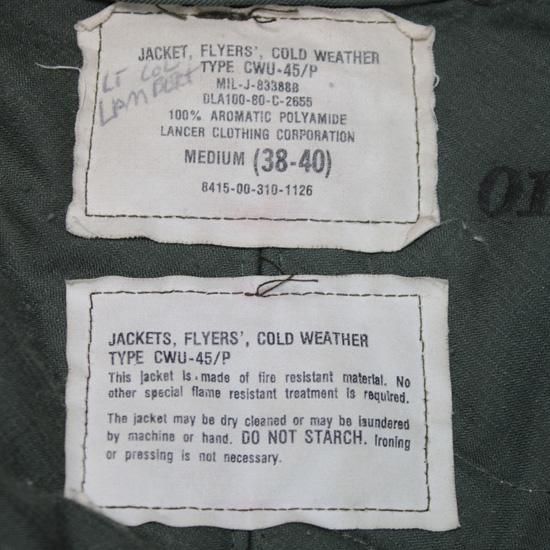 JACKET, FLYERS', COLD WEATHER
TYPE CWU-45/P
MIL-J-83388B
DLA100-80-C-2655
100% AROMATIC POLYAMIDE
LANCER CLOTHING CORPORATION
MEDIUM (38-40)
8415-00-310-1126
LT COL
LAMBERT
JACKETS, FLYERS', COLD WEATHER
TYPE CWU-45/P
This jacket is made of fire resistant material. No
other special flame resistant treatment is required.
The jacket may be dry cleaned or may be laundered
by machine or hand. DO NOT STARCH. Ironing
or pressing is not necessary.